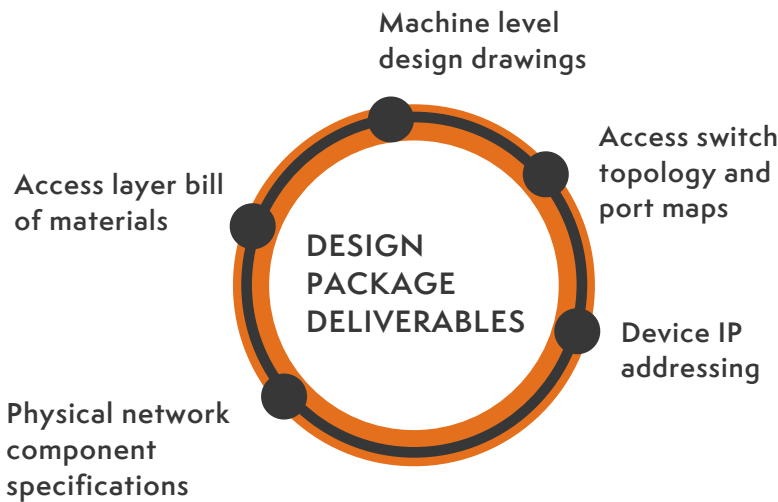 Machine level
design drawings
Access switch
topology and
port maps
Access layer bill
of materials
DESIGN
PACKAGE
DELIVERABLES
Device IP
addressing
Physical network
component
specifications